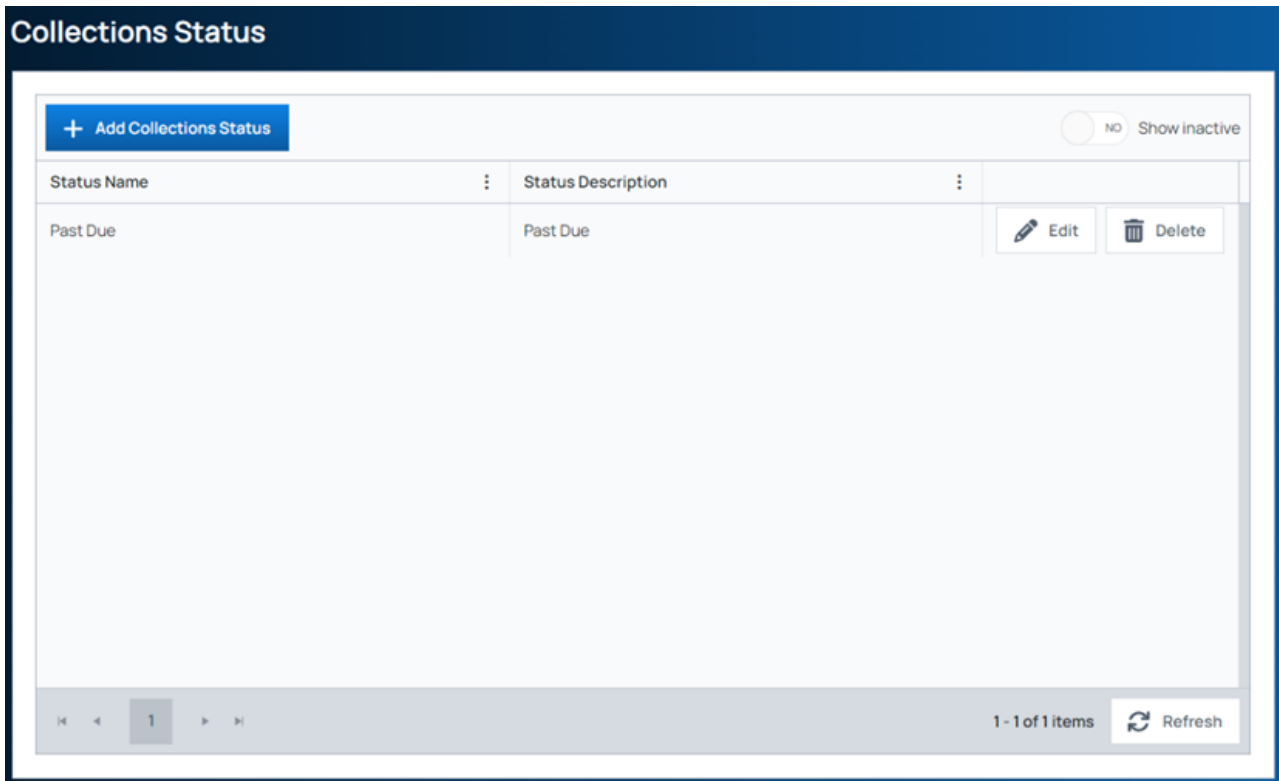 Collections Status
+ Add Collections Status NO Show inactive
Status Name Status Description
Past Due Past Due Edit Delete
1 1 - 1 of 1 items Refresh